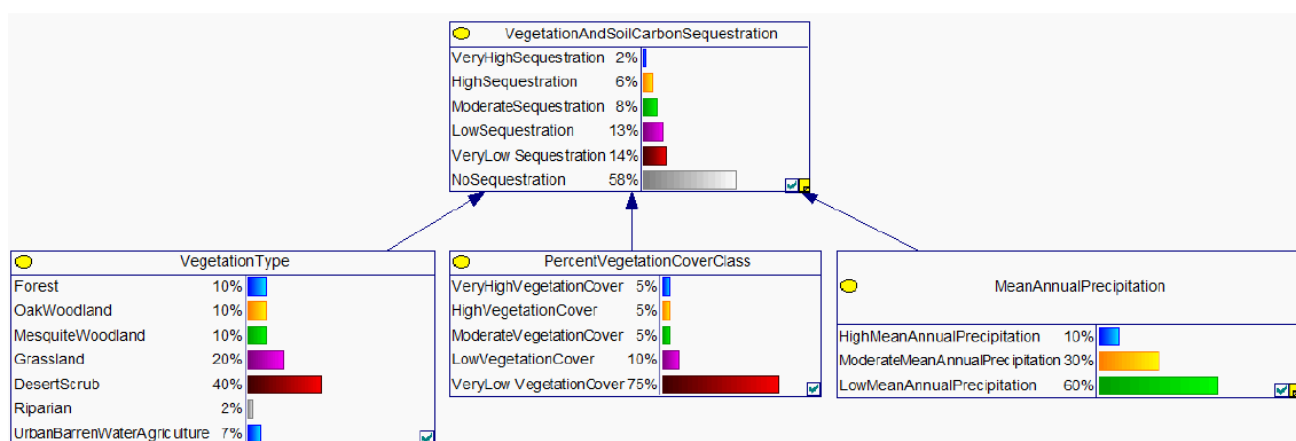 VegetationAndSoilCarbonSequestration
VeryHighSequestration 2%
HighSequestration 6%
ModerateSequestration 8%
LowSequestration 13%
VeryLow Sequestration 14%
NoSequestration 58%
VegetationType
Forest 10%
OakWoodland 10%
MesquiteWoodland 10%
Grassland 20%
DesertScrub 40%
Riparian 2%
UrbanBarrenWaterAgriculture 7%
PercentVegetationCoverClass
VeryHighVegetationCover 5%
HighVegetationCover 5%
ModerateVegetationCover 5%
LowVegetationCover 10%
VeryLow VegetationCover 75%
MeanAnnualPrecipitation
HighMeanAnnualPrecipitation 10%
ModerateMeanAnnualPrecipitation 30%
LowMeanAnnualPrecipitation 60%